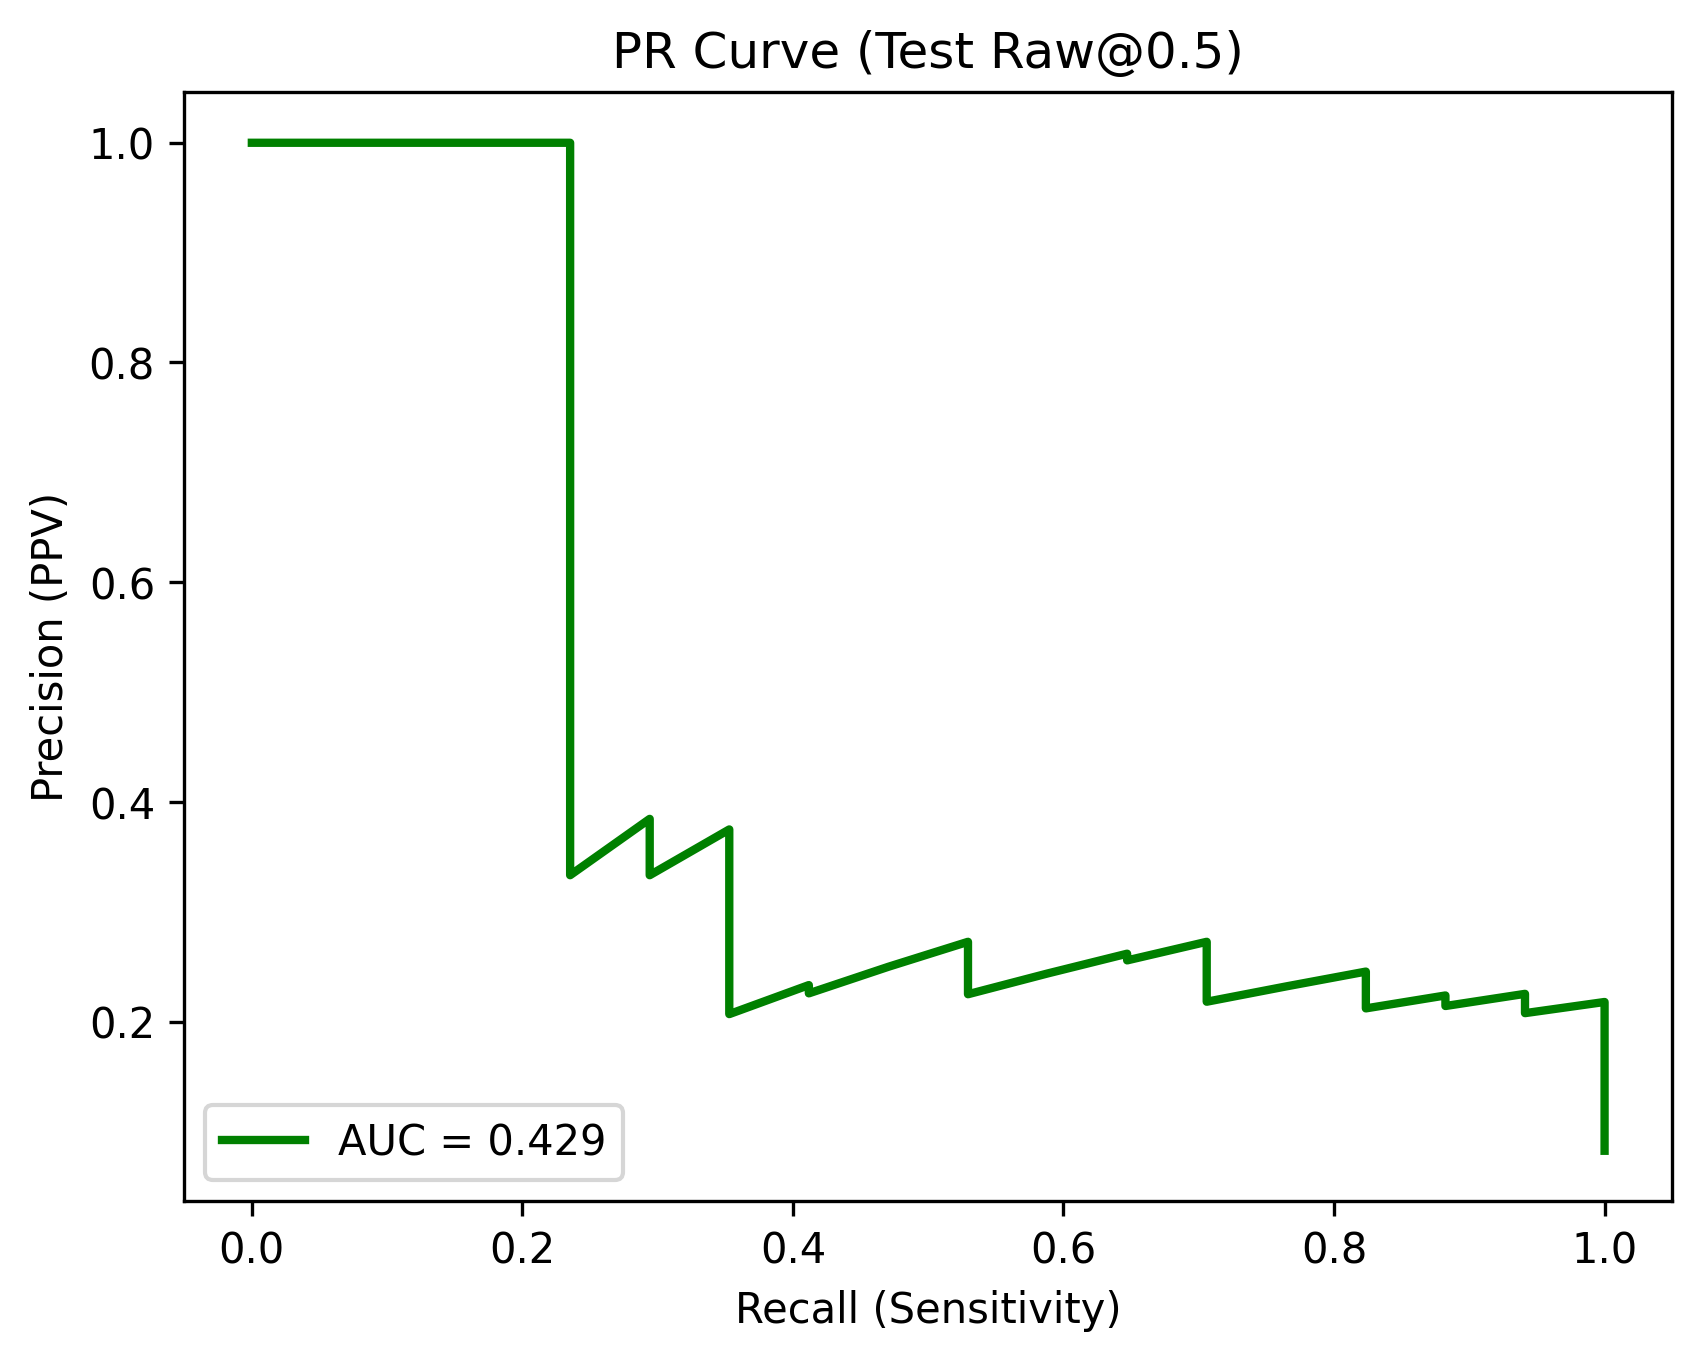 PR Curve (Test Raw@0.5)
1.0
0.8
0.6
0.4
0.2
Precision (PPV)
AUC = 0.429
0.0 0.2 0.4 0.6 0.8 1.0
Recall (Sensitivity)